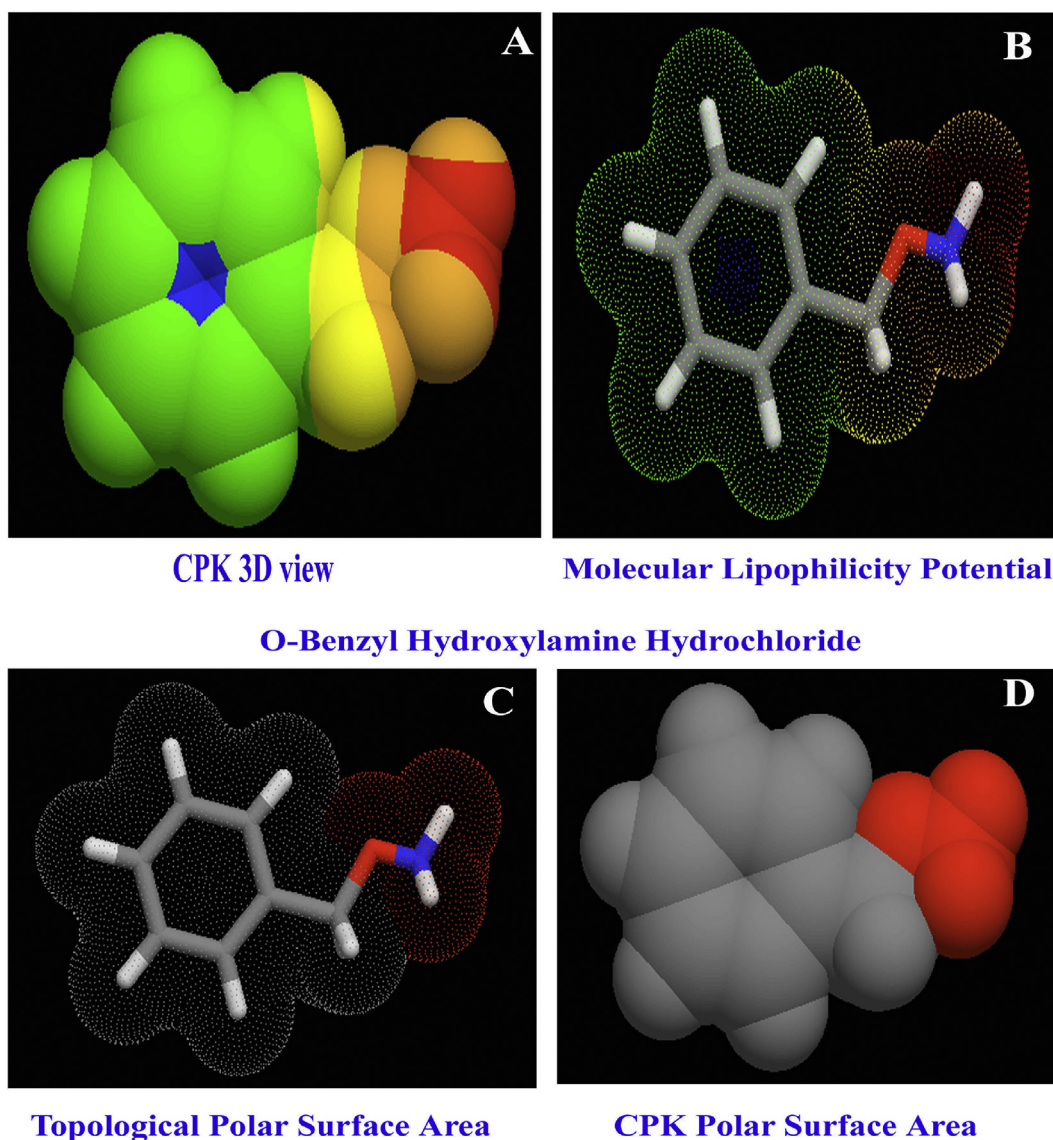 A
B
CPK 3D view
Molecular Lipophilicity Potential
O-Benzyl Hydroxylamine Hydrochloride
C
D
Topological Polar Surface Area
CPK Polar Surface Area